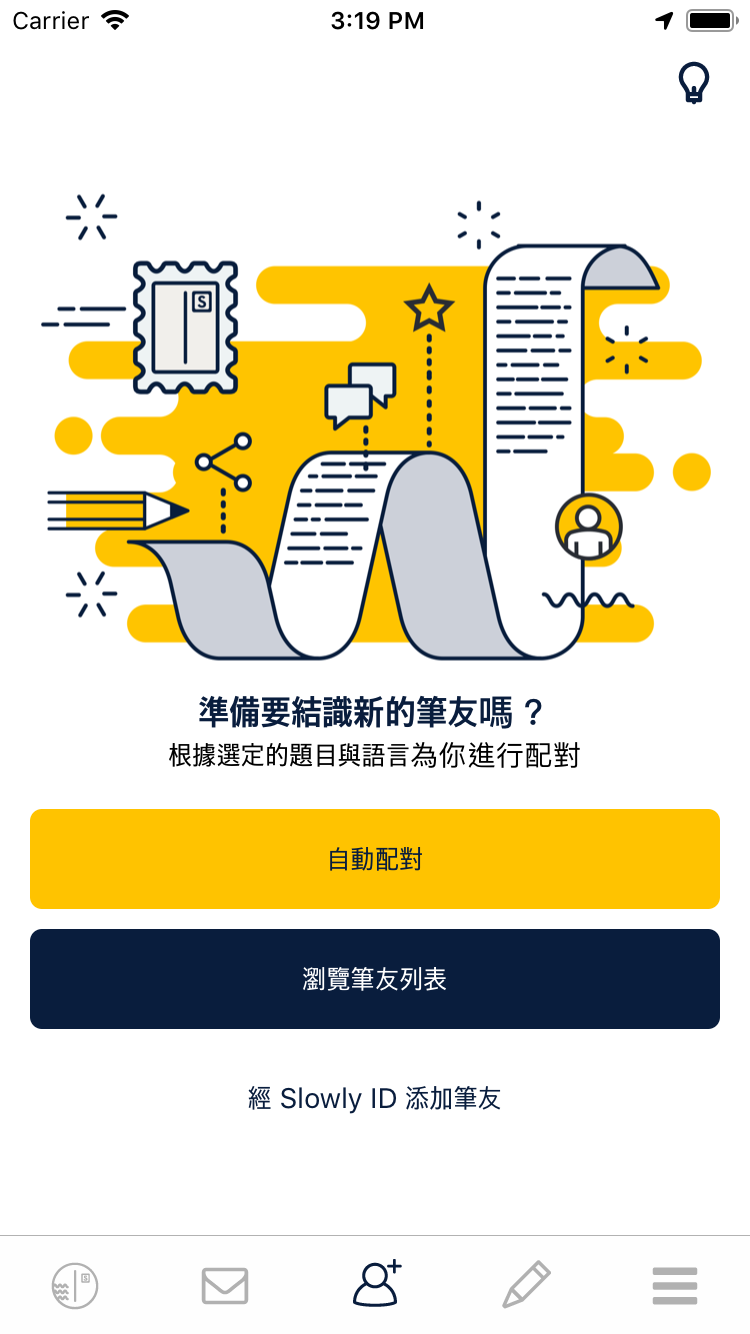 Carrier 3:19 PM
S
準備要結識新的筆友嗎？
根據選定的題目與語言為你進行配對
自動配對
瀏覽筆友列表
經 Slowly ID 添加筆友
S